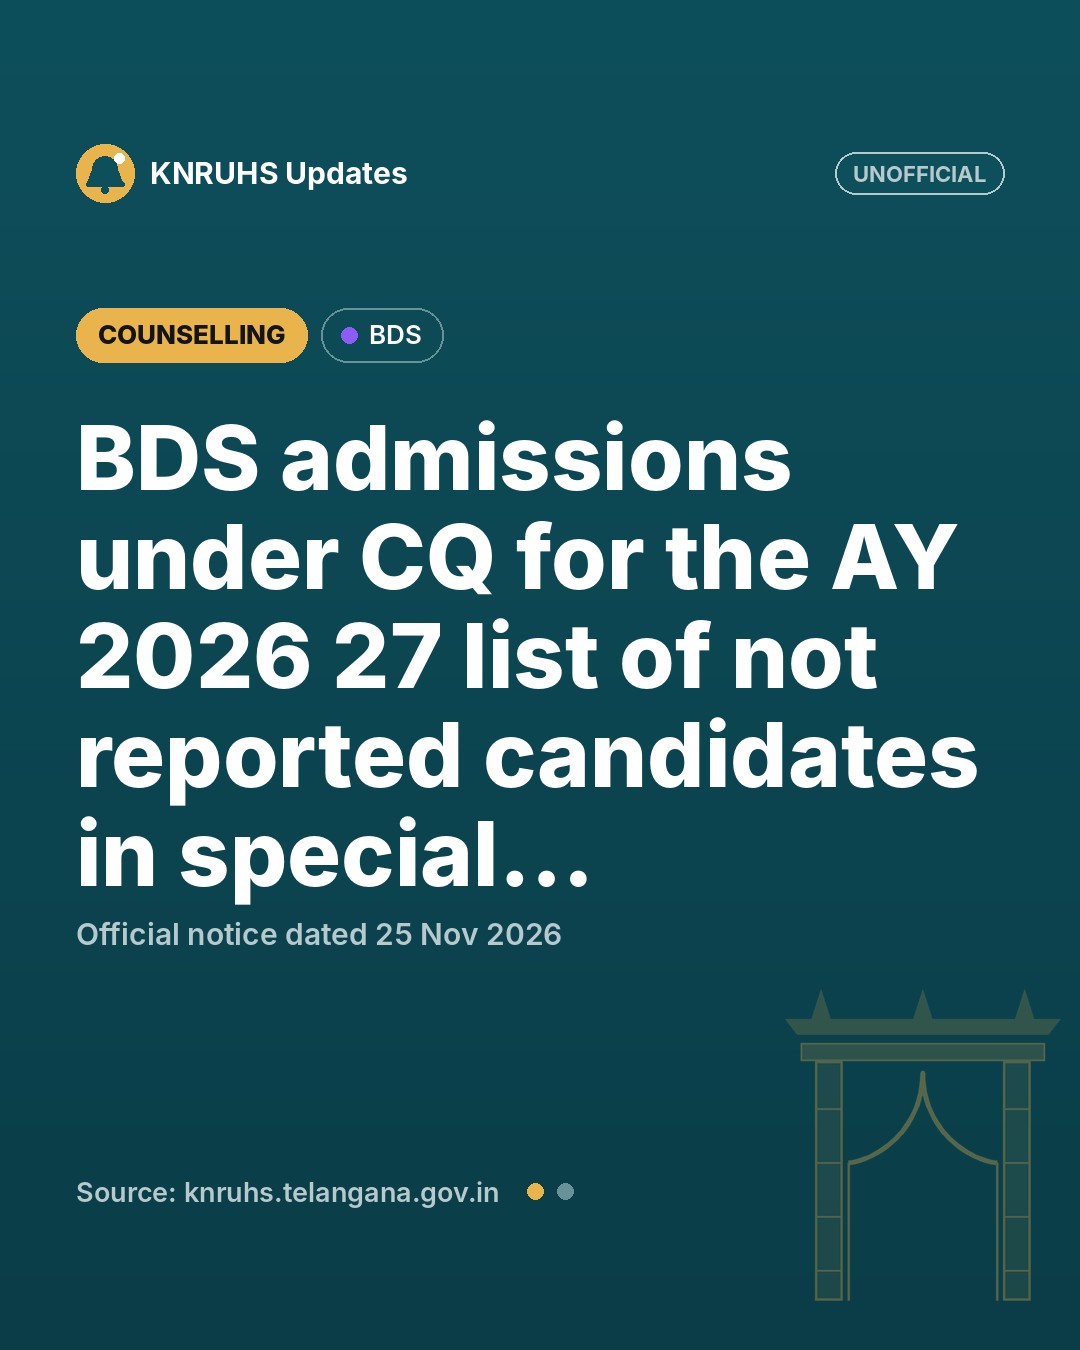 KNRUHS Updates
UNOFFICIAL
COUNSELLING
BDS
BDS admissions
under CQ for the AY
2026 27 list of not
reported candidates
in special...
Official notice dated 25 Nov 2026
Source: knruhs.telangana.gov.in